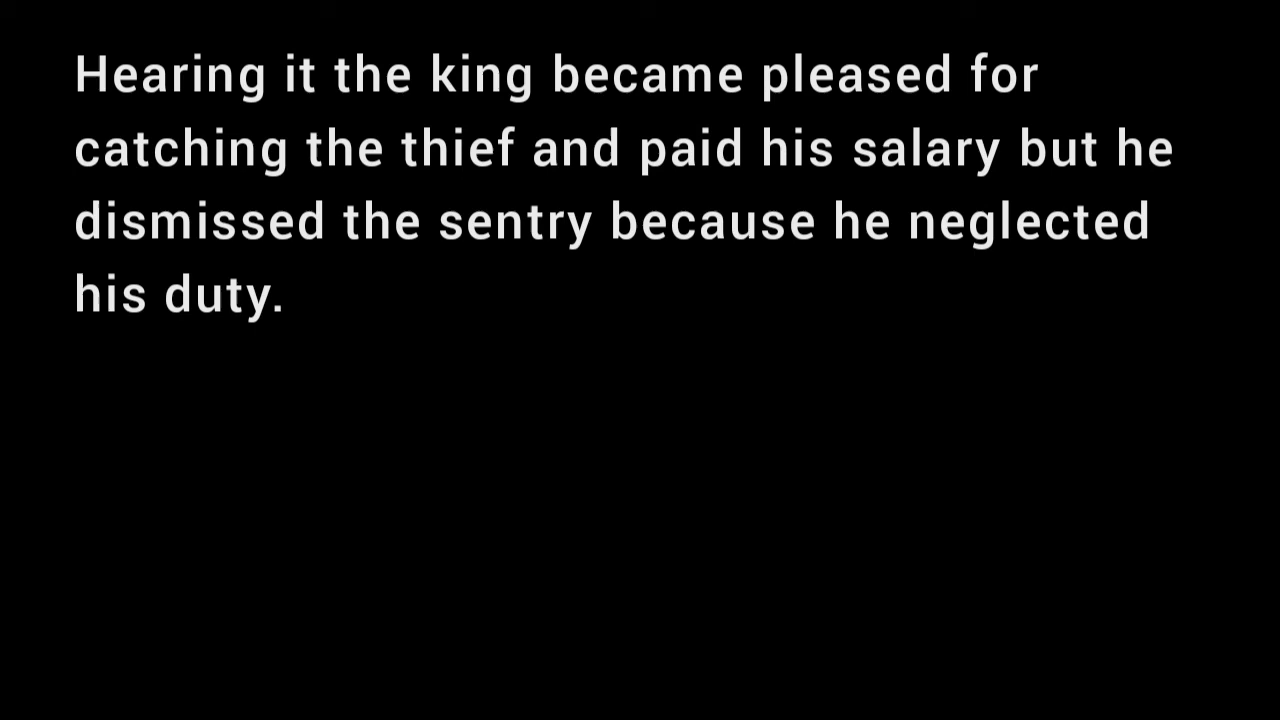 Hearing it the king became pleased for
catching the thief and paid his salary but he
dismissed the sentry because he neglected
his duty.